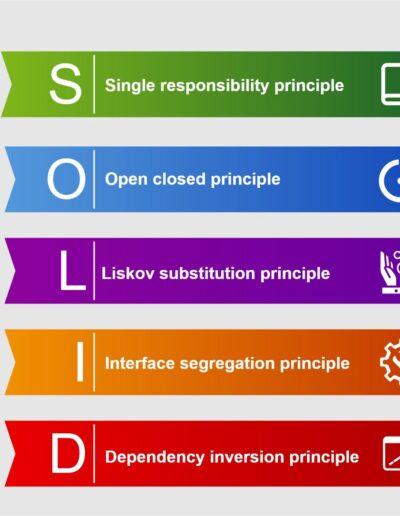 S Single responsibility principle
O Open closed principle
L Liskov substitution principle
I Interface segregation principle
D Dependency inversion principle